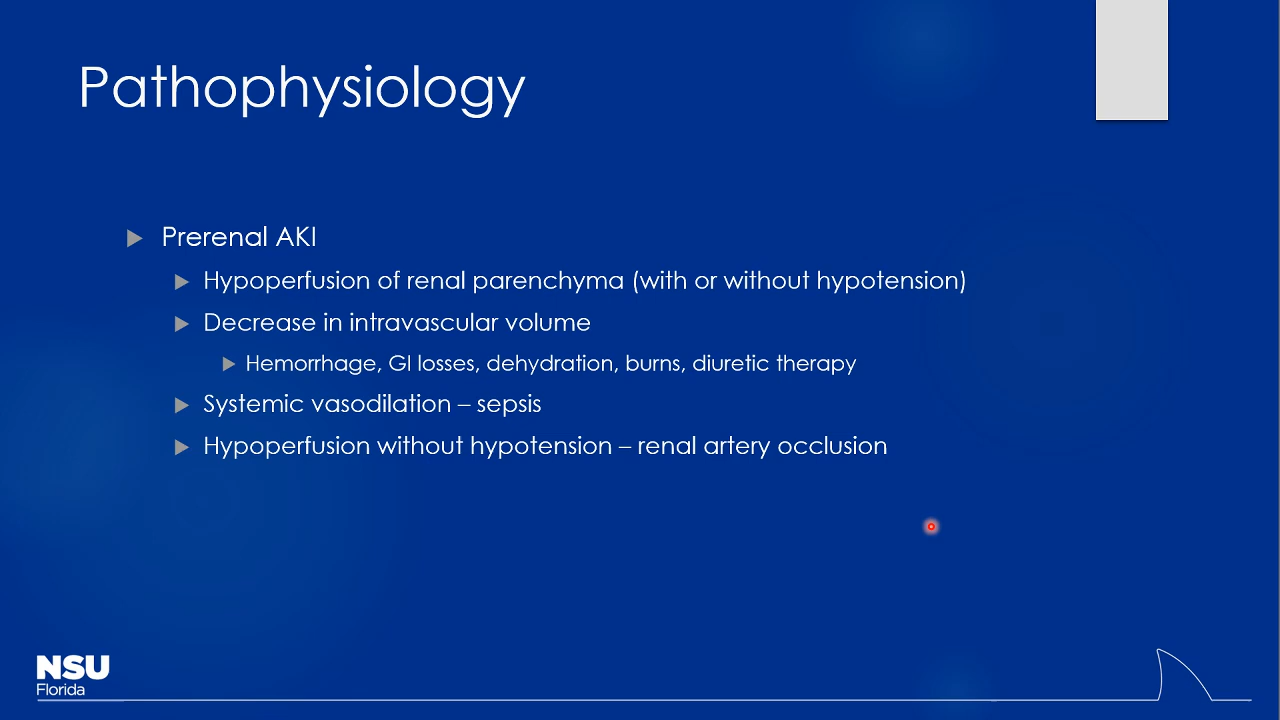 Pathophysiology
Prerenal AKI
Hypoperfusion of renal parenchyma (with or without hypotension)
Decrease in intravascular volume
Hemorrhage, GI losses, dehydration, burns, diuretic therapy
Systemic vasodilation – sepsis
Hypoperfusion without hypotension – renal artery occlusion
NSU
Florida